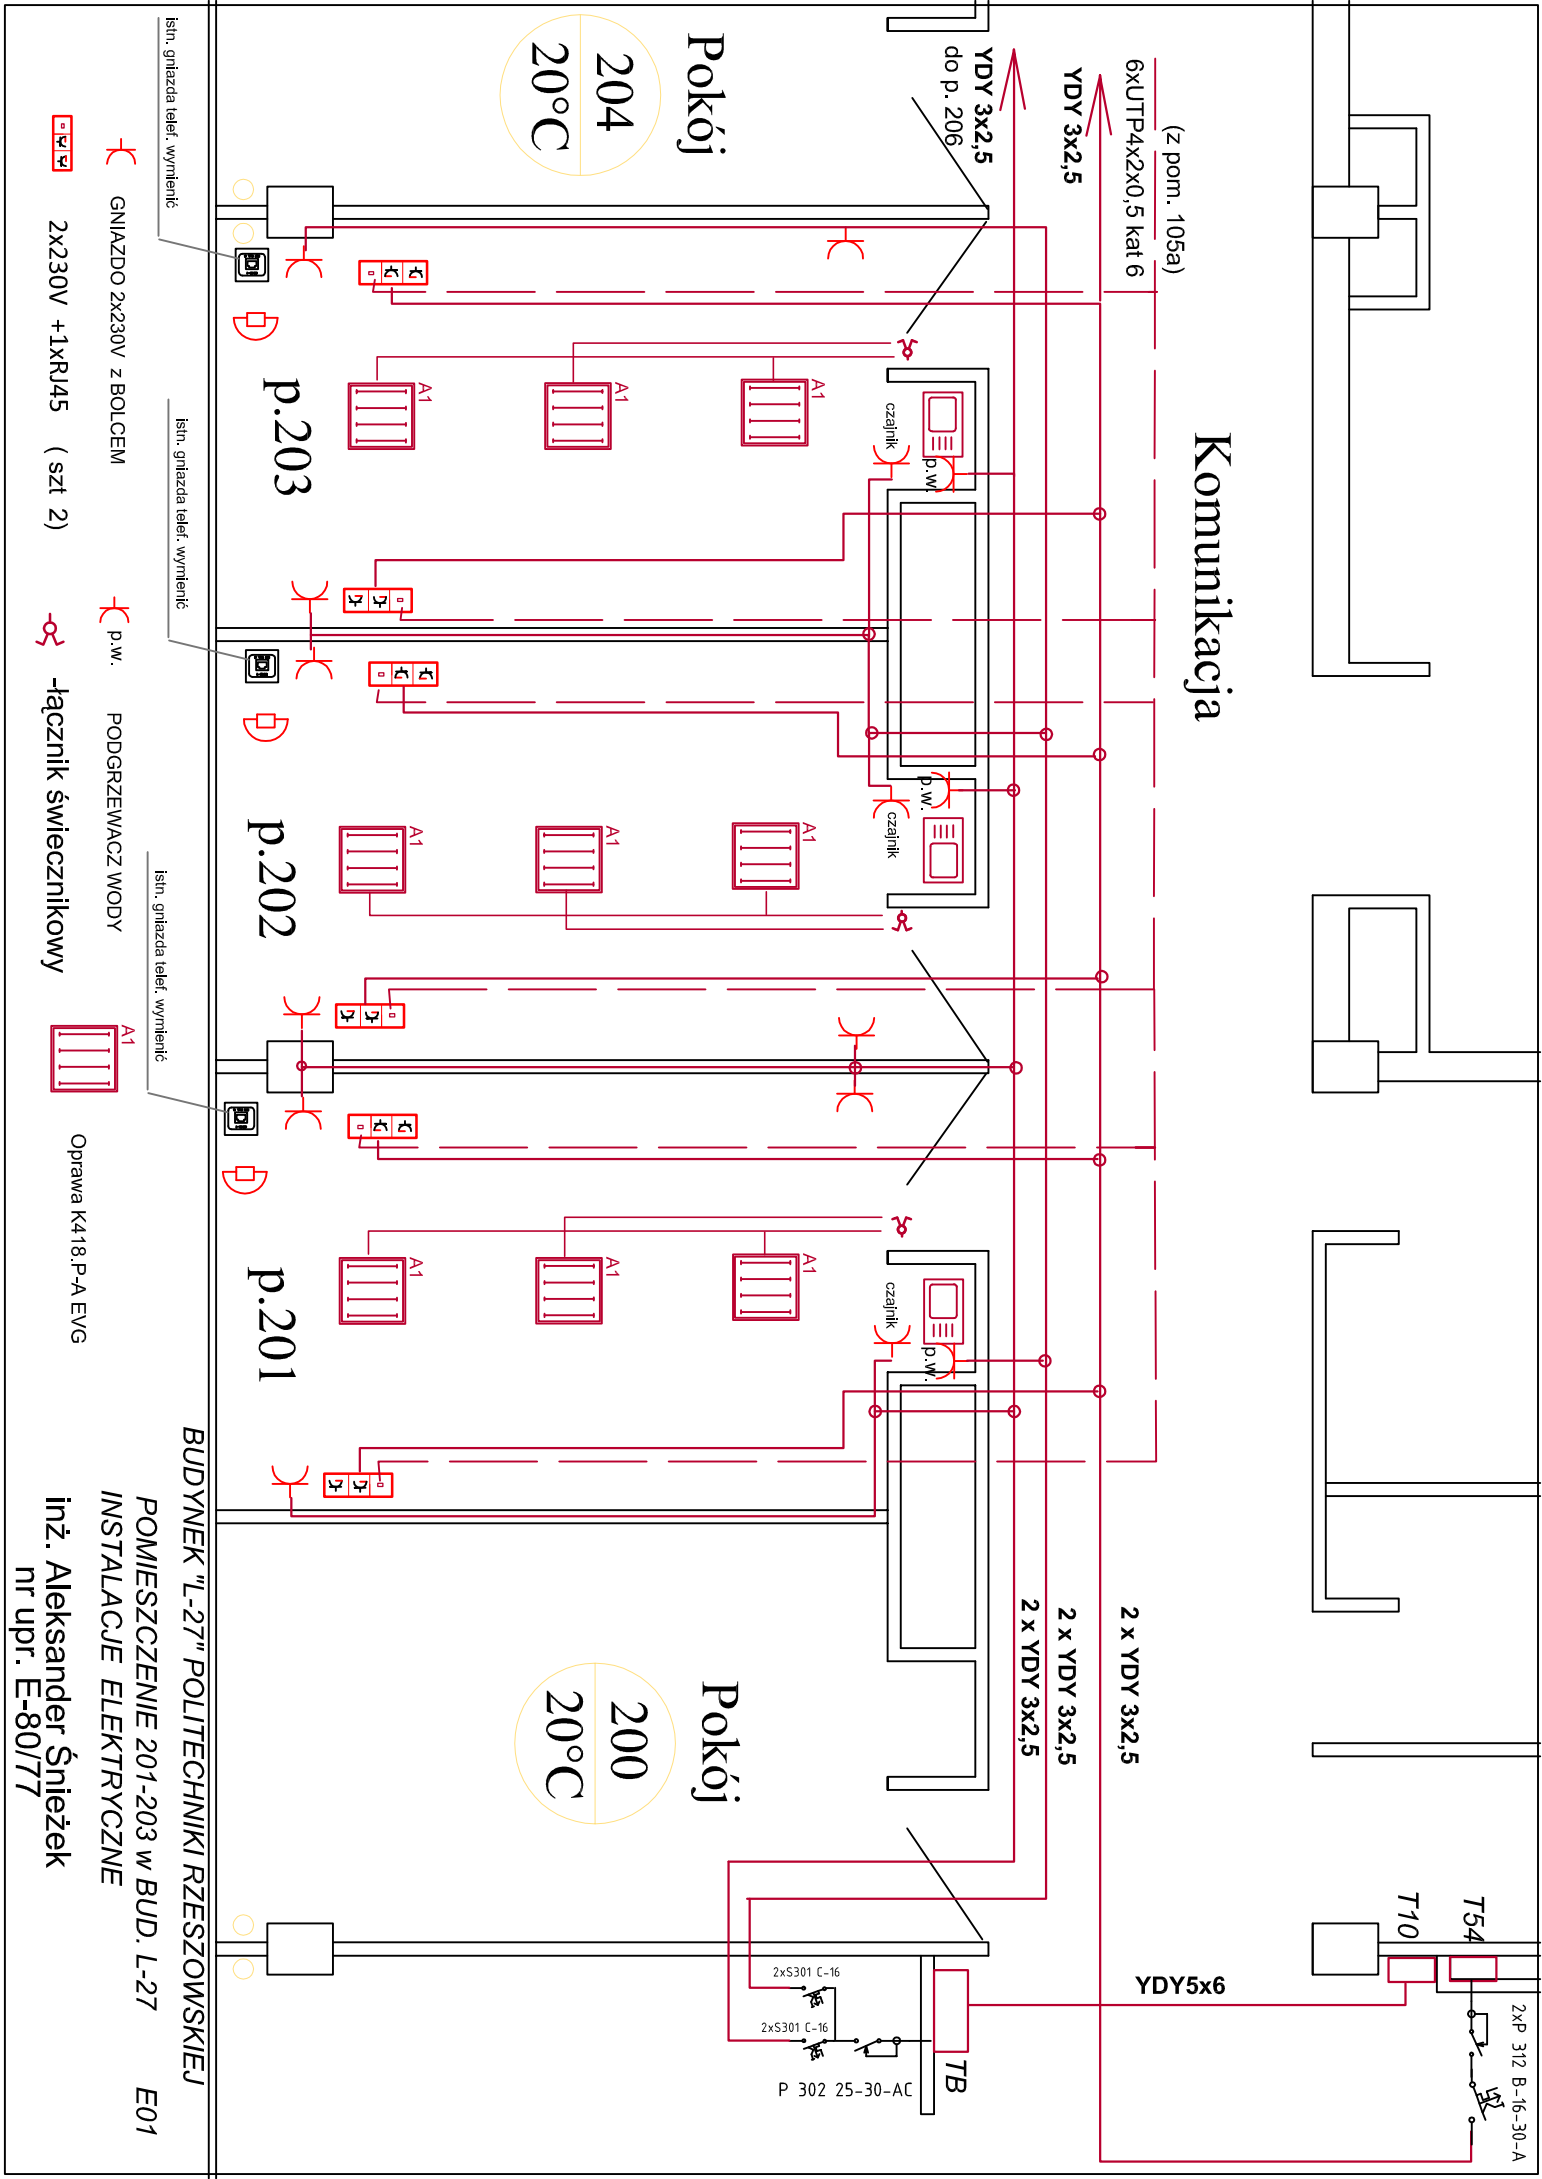 Komunikacja
(z pom. 105a)
6xUTP4x2x0,5 kat 6
YDY 3x2,5
YDY 3x2,5
do p. 206
2 x YDY 3x2,5
2 x YDY 3x2,5
2 x YDY 3x2,5
T54
T10
2xP 312 B-16-30-A
YDY5x6
TB
P 302 25-30-AC
2xS301 C-16
2xS301 C-16
Pokój
204
20°C
Pokój
200
20°C
czajnik
p.w.
p.w.
czajnik
czajnik
p.w.
A1
A1
A1
A1
A1
A1
A1
A1
A1
p.203
p.202
p.201
istn. gniazda telef. wymienić
istn. gniazda telef. wymienić
istn. gniazda telef. wymienić
GNIAZDO 2x230V z BOLCEM
p.w. PODGRZEWACZ WODY
2x230V +1xRJ45 ( szt 2)
-łącznik świecznikowy
A1
Oprawa K418.P-A EVG
BUDYNEK "L-27" POLITECHNIKI RZESZOWSKIEJ
POMIESZCZENIE 201-203 w BUD. L-27 E01
INSTALACJE ELEKTRYCZNE
inż. Aleksander Śnieżek
nr upr. E-80/77